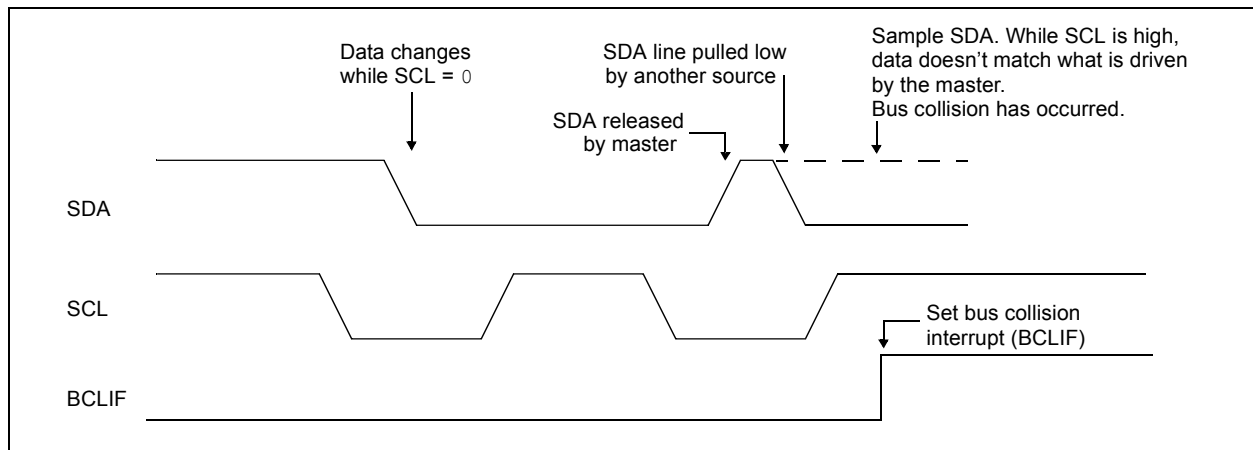 Data changes
while SCL = 0
SDA line pulled low
by another source
Sample SDA. While SCL is high,
data doesn’t match what is driven
by the master.
Bus collision has occurred.
SDA released
by master
SDA
SCL
Set bus collision
interrupt (BCLIF)
BCLIF